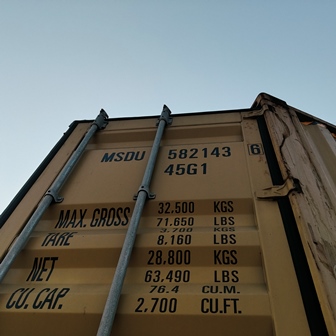 MSDU 582143 6
45G1
MAX. GROSS 32.500 KGS
71.650 LBS
TARE 3.700 KGS
8.160 LBS
NET 28.800 KGS
63.490 LBS
CU. CAP. 76.4 CU.M.
2.700 CU.FT.